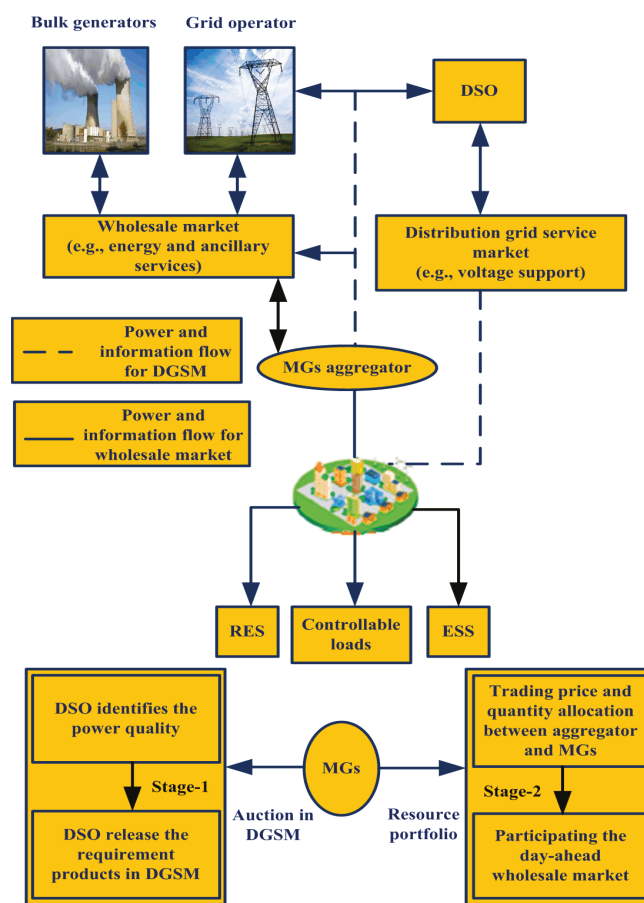 Bulk generators
Grid operator
DSO
Wholesale market
(e.g., energy and ancillary
services)
Distribution grid service
market
(e.g., voltage support)
Power and
information flow
for DGSM
MGs aggregator
Power and
information flow for
wholesale market
RES
Controllable
loads
ESS
DSO identifies the
power quality
Stage-1
DSO release the
requirement
products in DGSM
MGs
Auction in
DGSM
Resource
portfolio
Trading price and
quantity allocation
between aggregator
and MGs
Stage-2
Participating the
day-ahead
wholesale market